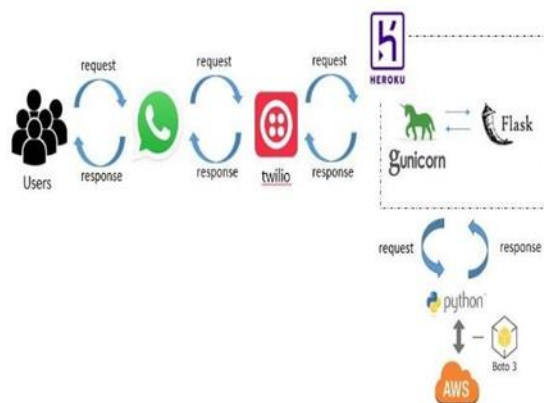 request
request
request
HEROKU
Users
response
response
twilio
response
gunicorn
Flask
request
response
python
Boto 3
AWS